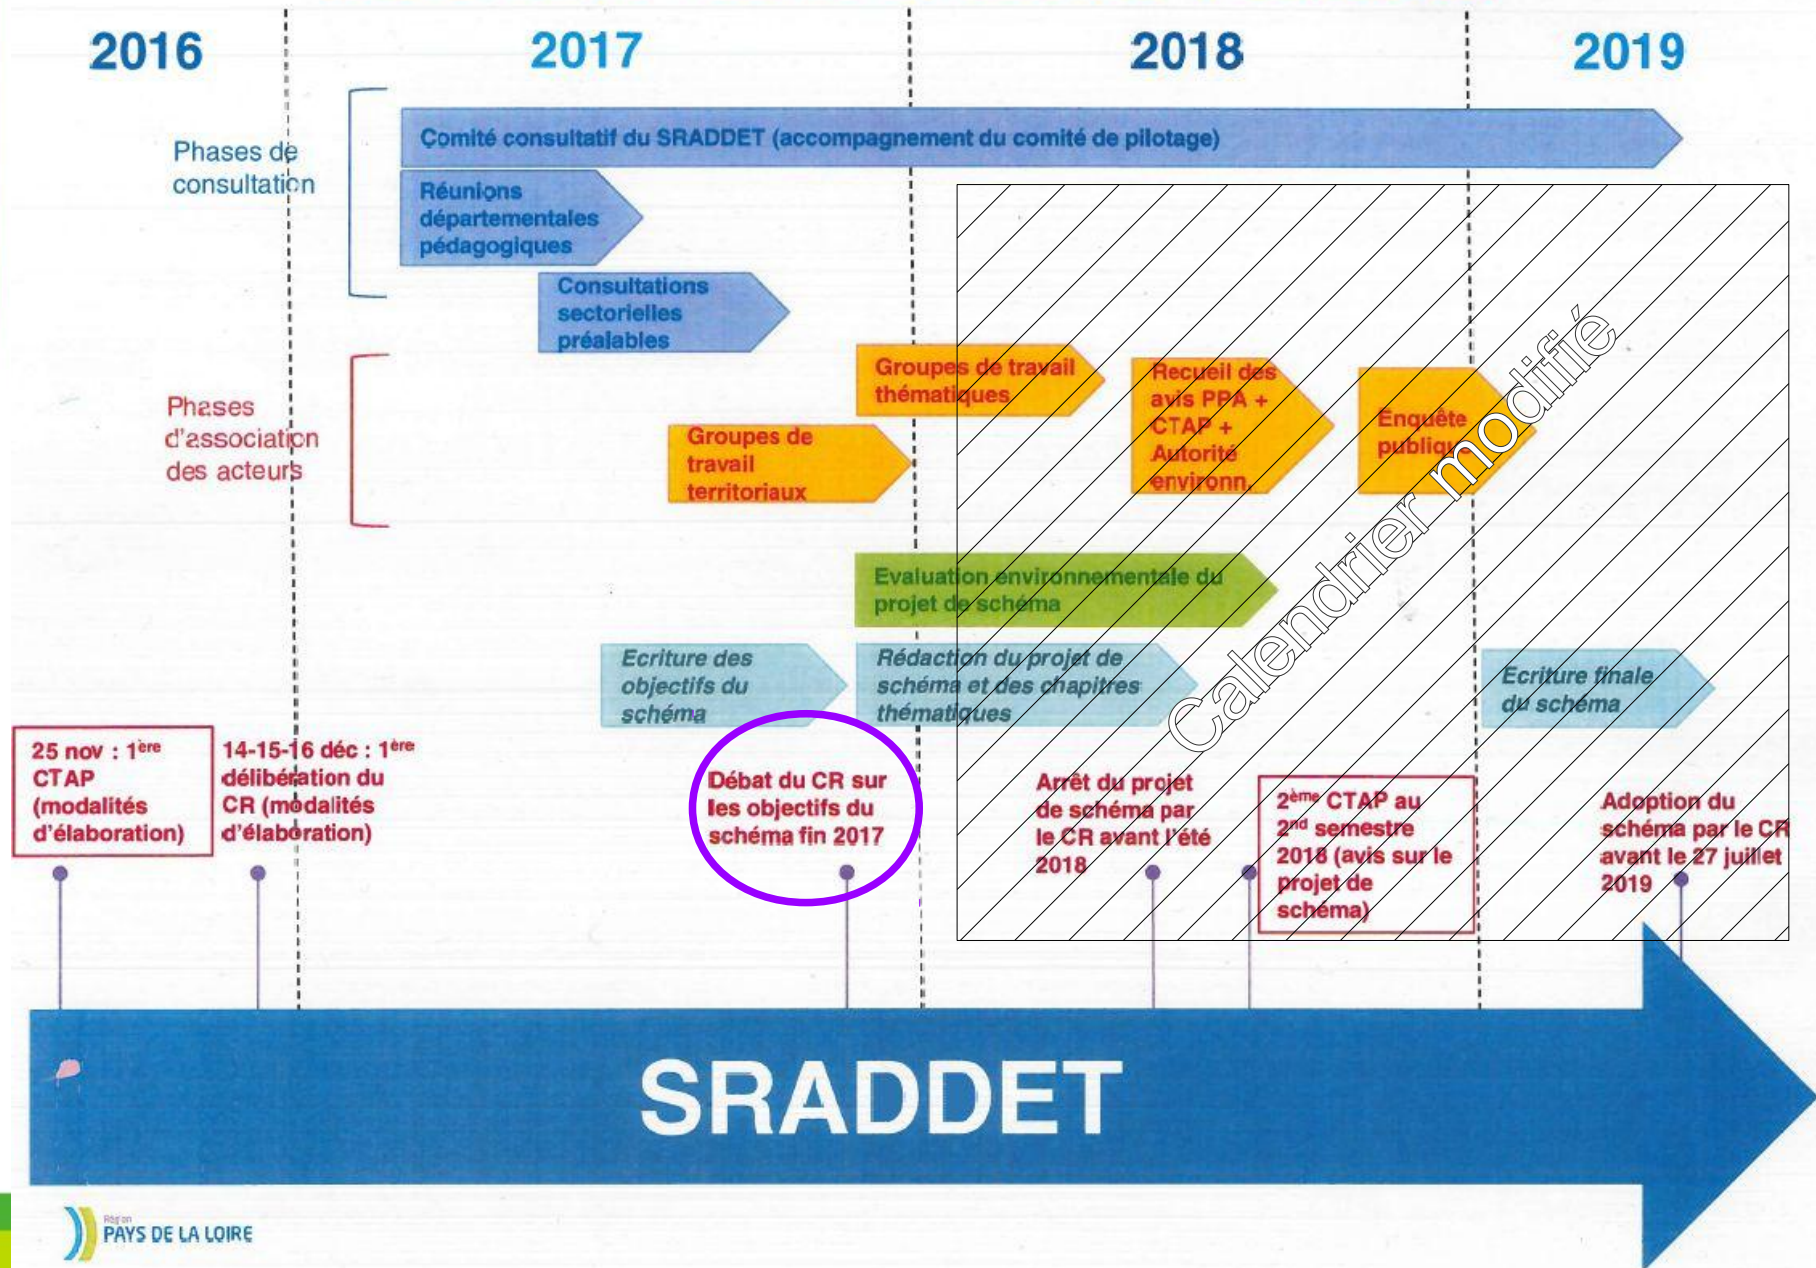 2016
2017
2018
2019
Phases de
consultation
Comité consultatif du SRADDET (accompagnement du comité de pilotage)
Réunions
départementales
pédagogiques
Consultations
sectorielles
préalables
Phases
d'association
des acteurs
Groupes de travail
thématiques
Groupes de
travail
territoriaux
Recueil des
avis PPA +
CTAP +
Autorité
environn.
Enquête
publique
Calendrier modifié
Evaluation environnementale du
projet de schéma
Ecriture des
objectifs du
schéma
Rédaction du projet de
schéma et des chapitres
thématiques
Ecriture finale
du schéma
25 nov : 1ère
CTAP
(modalités
d'élaboration)
14-15-16 déc : 1ère
délibération du
CR (modalités
d'élaboration)
Débat du CR sur
les objectifs du
schéma fin 2017
Arrêt du projet
de schéma par
le CR avant l'été
2018
2ème CTAP au
2nd semestre
2018 (avis sur le
projet de
schéma)
Adoption du
schéma par le CR
avant le 27 juillet
2019
SRADDET
Région
PAYS DE LA LOIRE